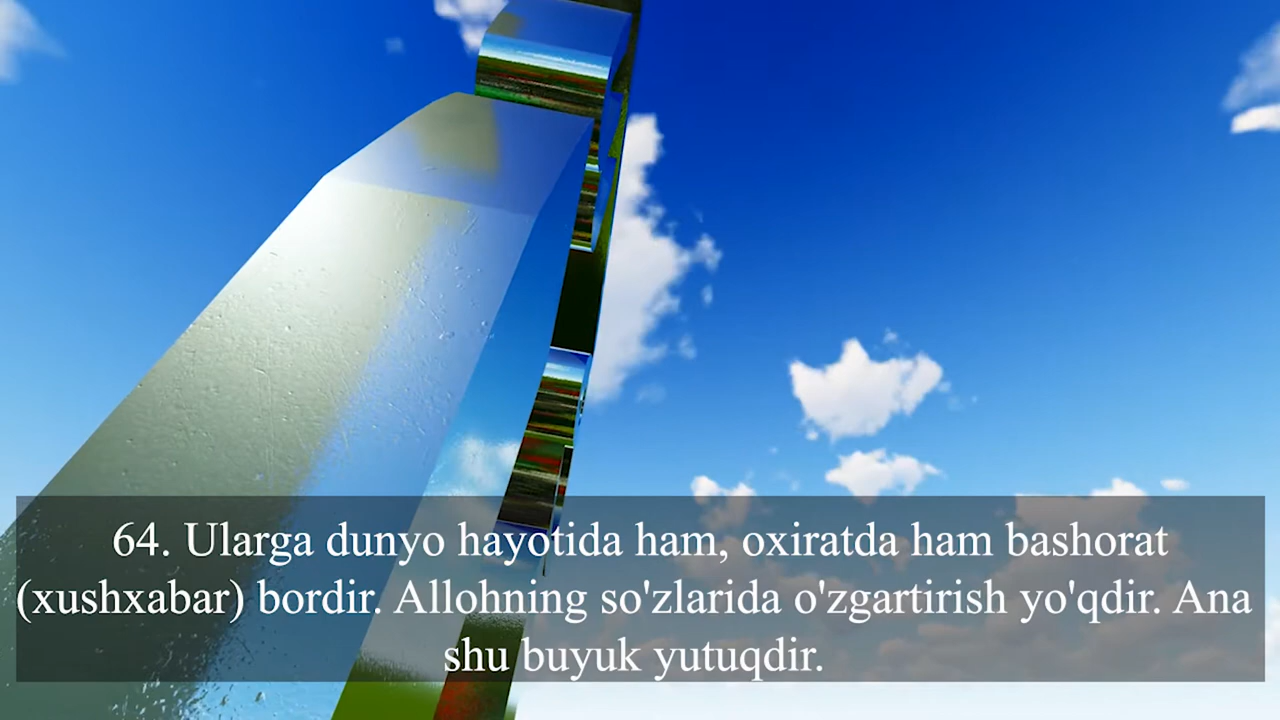 64. Ularga dunyo hayotida ham, oxiratda ham bashorat
(xushxabar) bordir. Allohning so'zlarida o'zgartirish yo'qdir. Ana
shu buyuk yutuqdir.